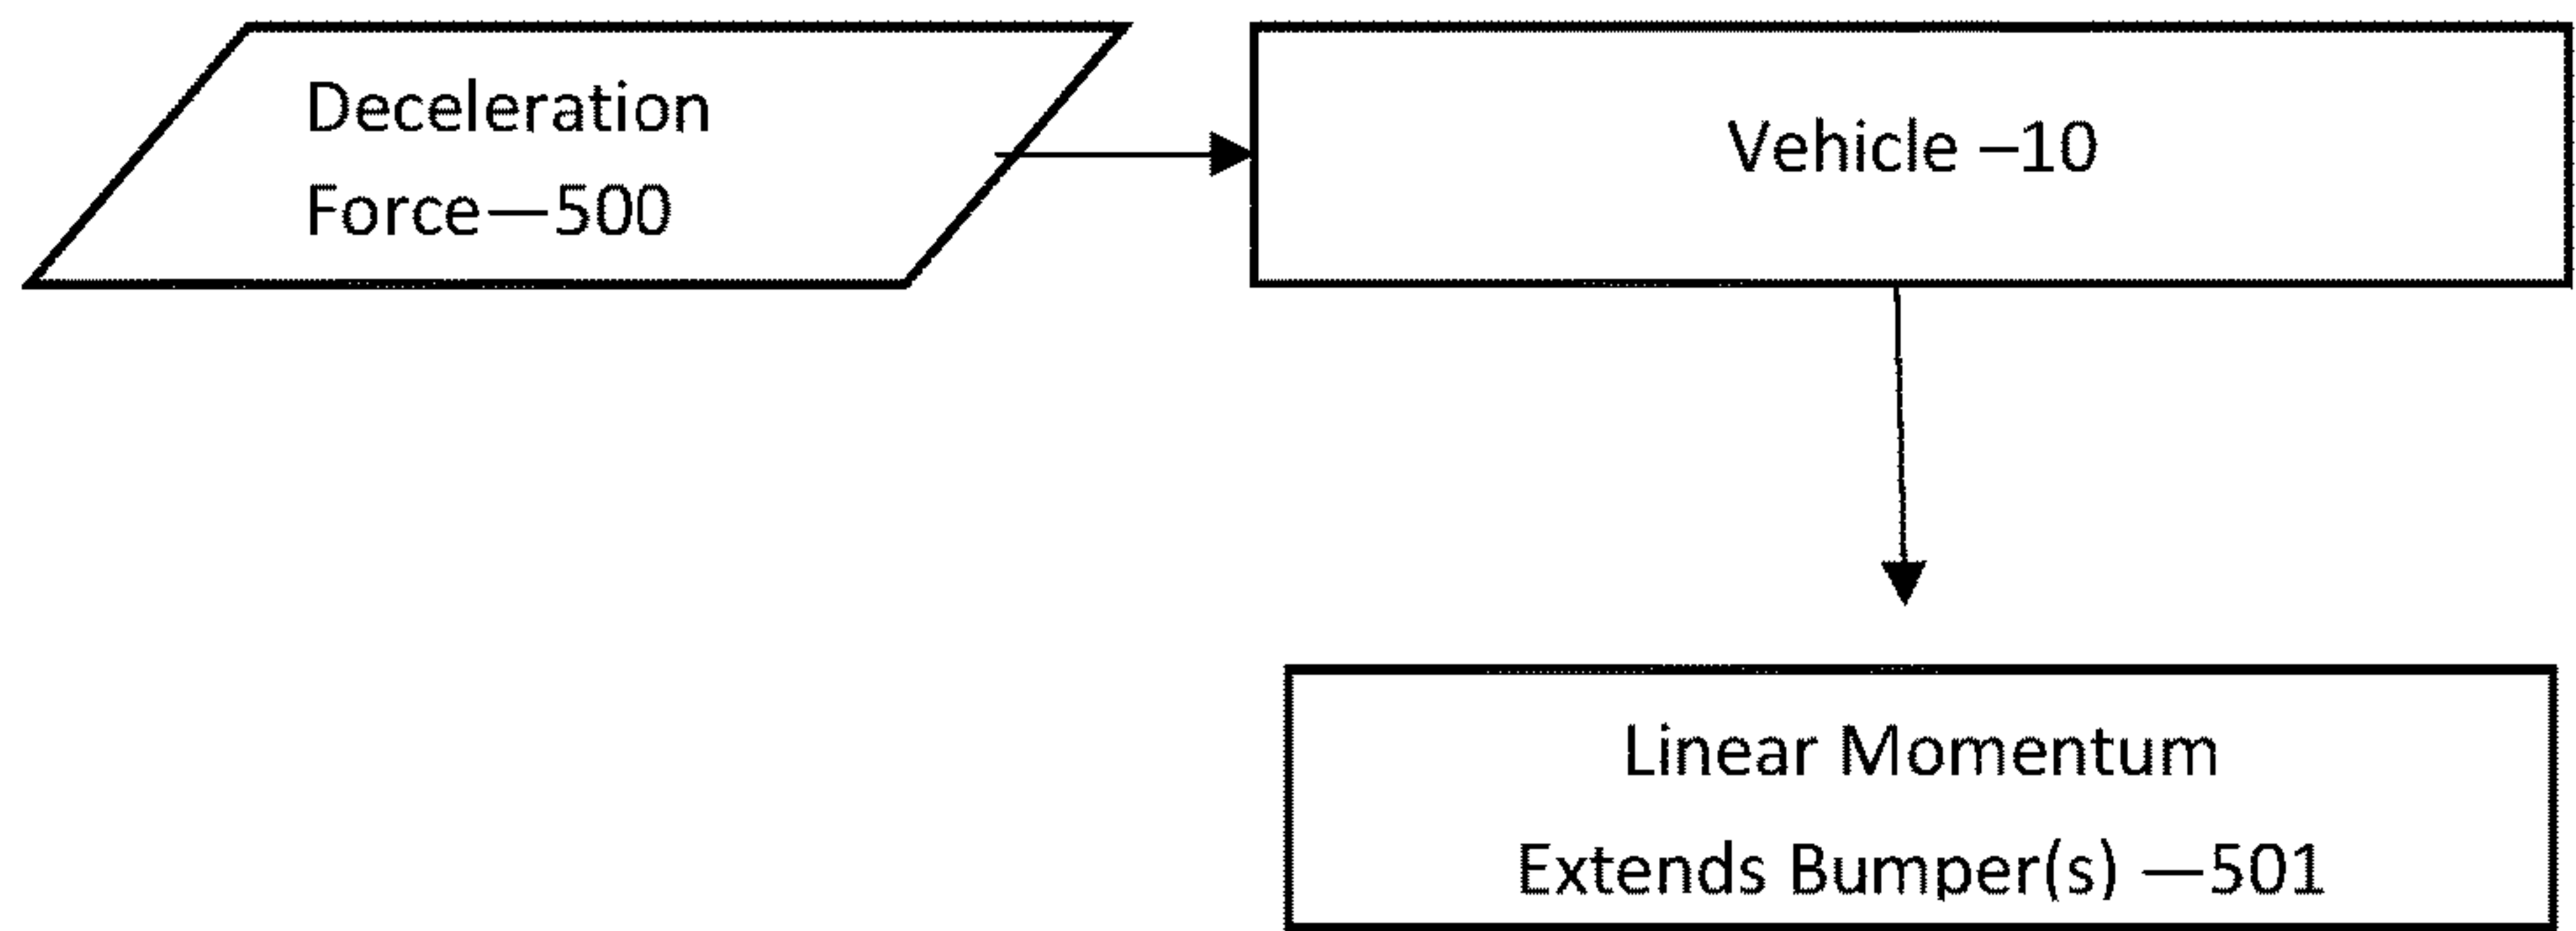 Deceleration
Force—500
Vehicle –10
Linear Momentum
Extends Bumper(s) —501